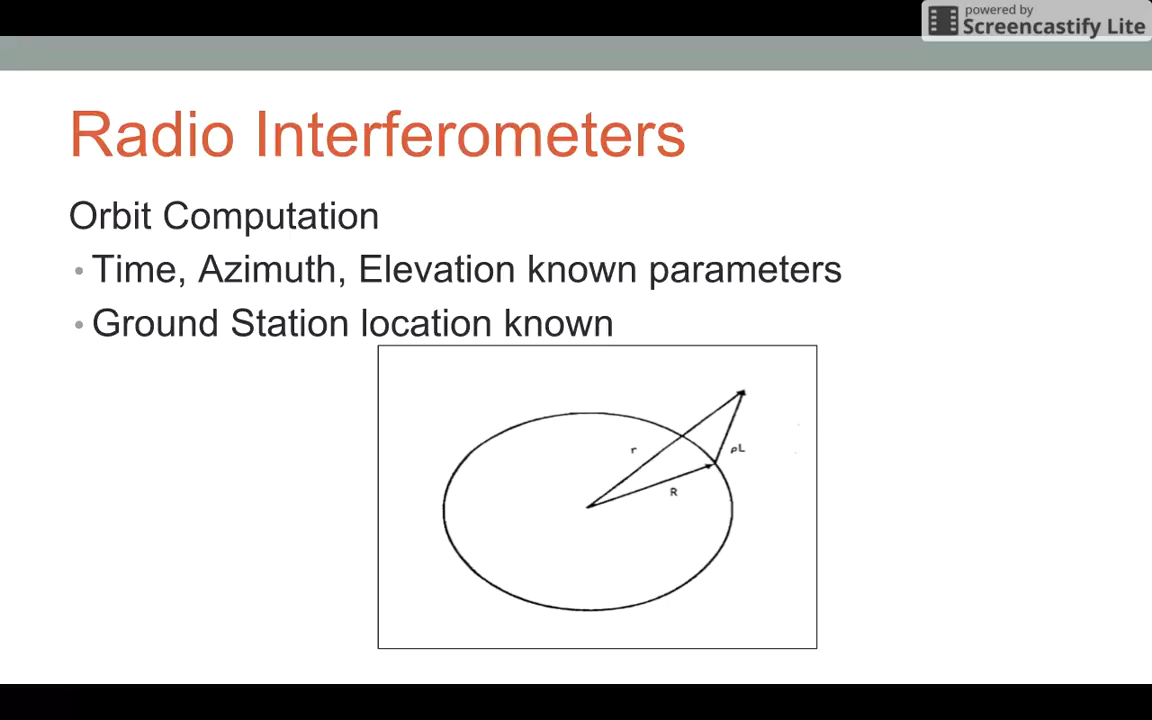 powered by
Screencastify Lite
Radio Interferometers
Orbit Computation
• Time, Azimuth, Elevation known parameters
• Ground Station location known
r
ρL
R